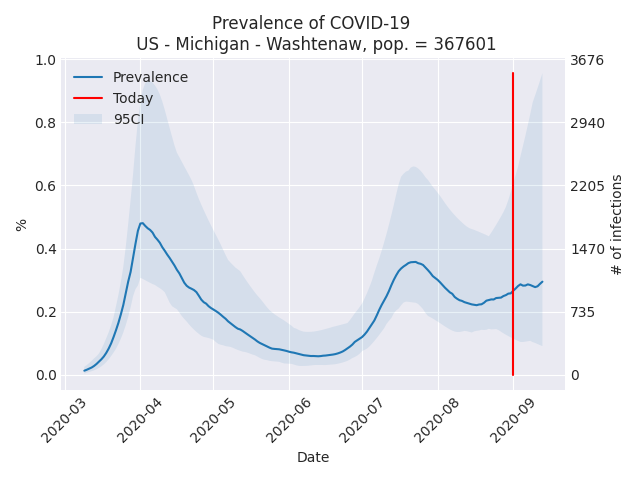 Prevalence of COVID-19
US - Michigan - Washtenaw, pop. = 367601
Prevalence
Today
95CI
1.0
0.8
0.6
0.4
0.2
0.0
%
3676
2940
2205
1470
735
0
# of infections
2020-03
2020-04
2020-05
2020-06
2020-07
2020-08
2020-09
Date